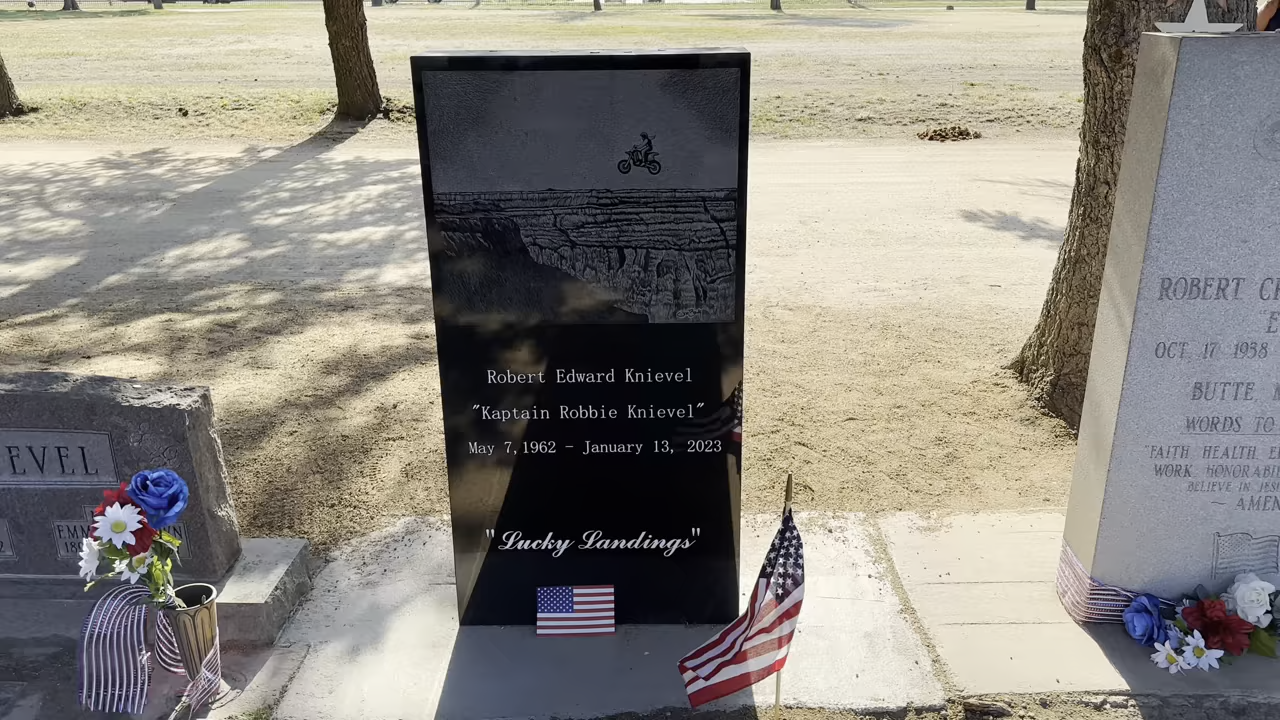 Robert Edward Knievel
"Kaptain Robbie Knievel"
May 7,1962 - January 13, 2023
"Lucky Landings"
EVEL
ROBERT
OCT 17 1938
BUTTE,
WORDS TO
"FAITH HEALTH
WORK HONORABL
BELIEVE IN JES
AMEN